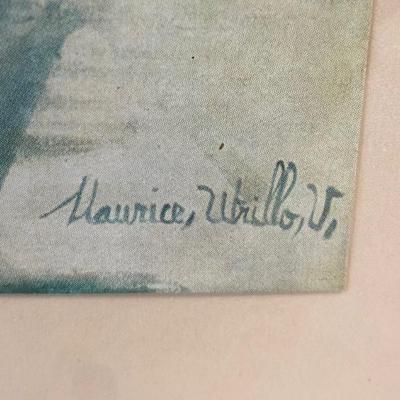 Maurice, Utrillo, V,